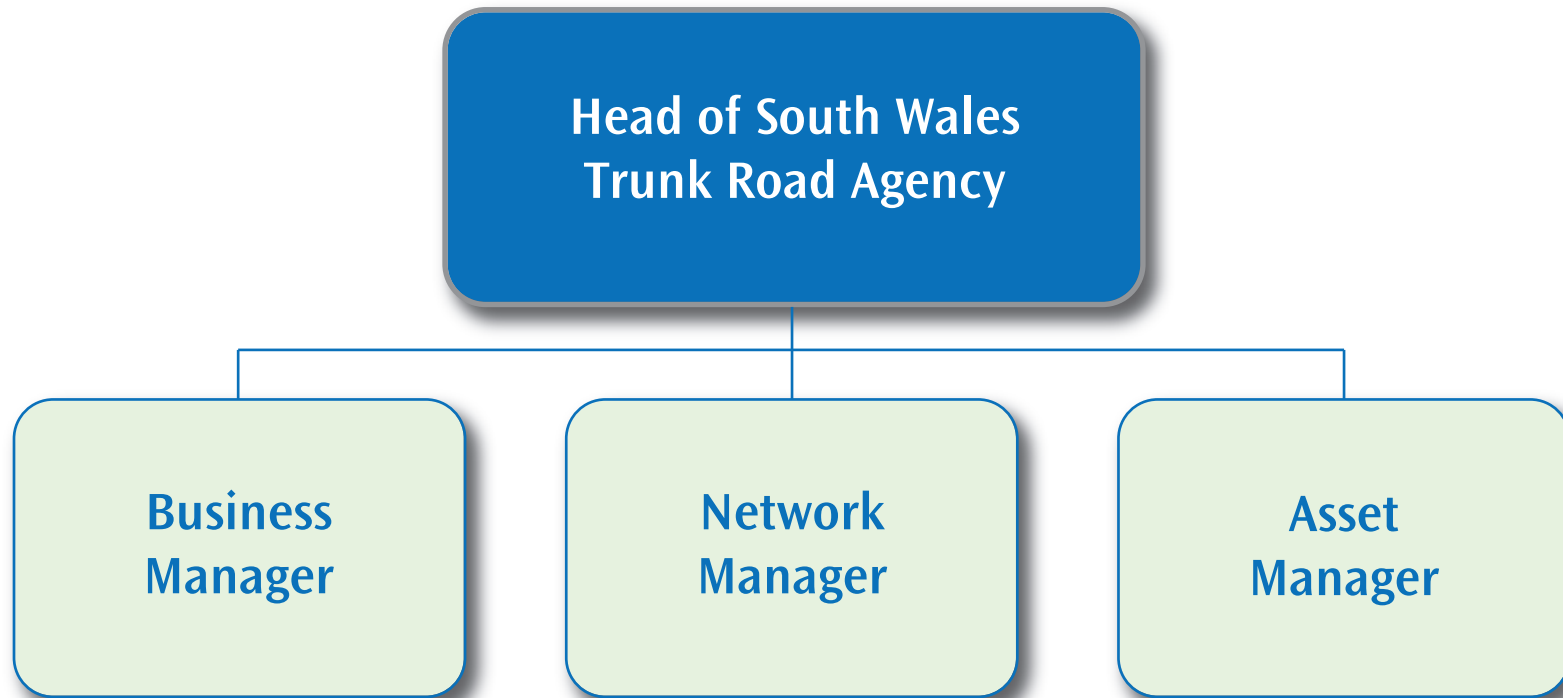 Head of South Wales
Trunk Road Agency
Business
Manager
Network
Manager
Asset
Manager